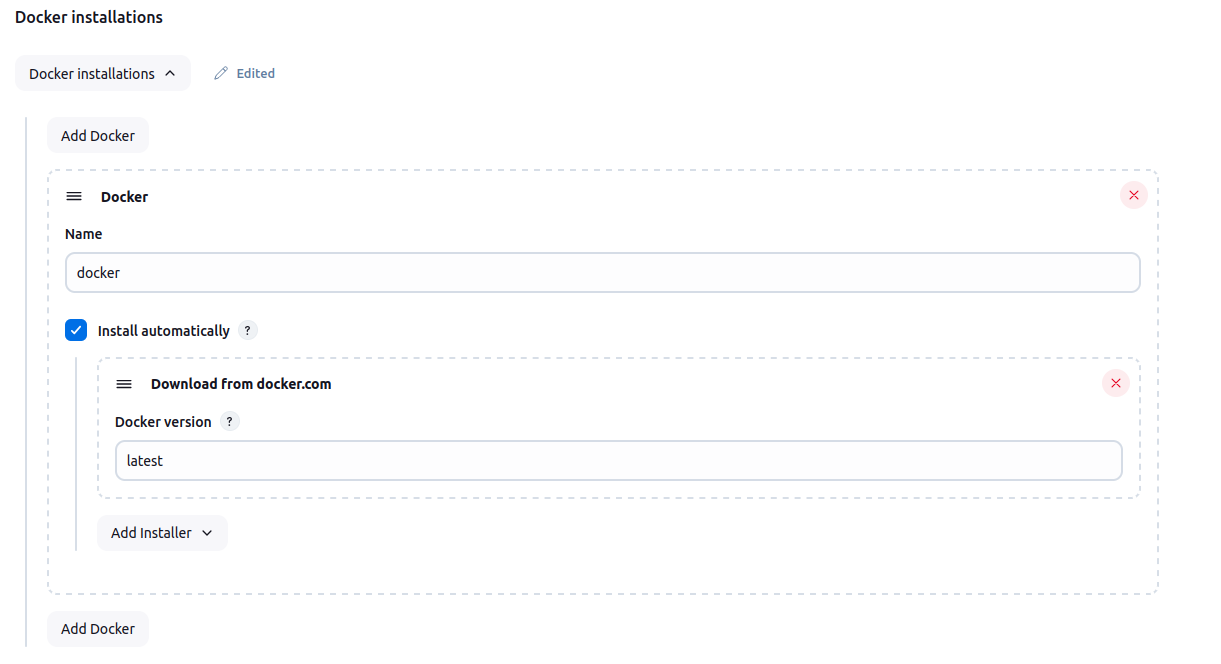 Docker installations
Docker installations
Edited
Add Docker
Docker
Name
docker
Install automatically ?
Download from docker.com
Docker version ?
latest
Add Installer
Add Docker